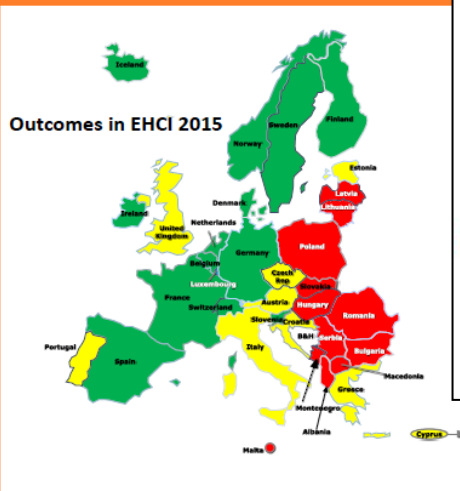 Iceland
Outcomes in EHCI 2015
Finland
Sweden
Norway
Estonia
Latvia
Denmark
Lithuania
Ireland
Netherlands
United
Kingdom
Poland
Germany
Belgium
Czech
Rep
Luxembourg
Slovakia
France
Austria
Hungary
Switzerland
Romania
Slovenia
Croatia
B&H
Serbia
Portugal
Italy
Bulgaria
Spain
Macedonia
Greece
Montenegro
Albania
Cyprus
Malta